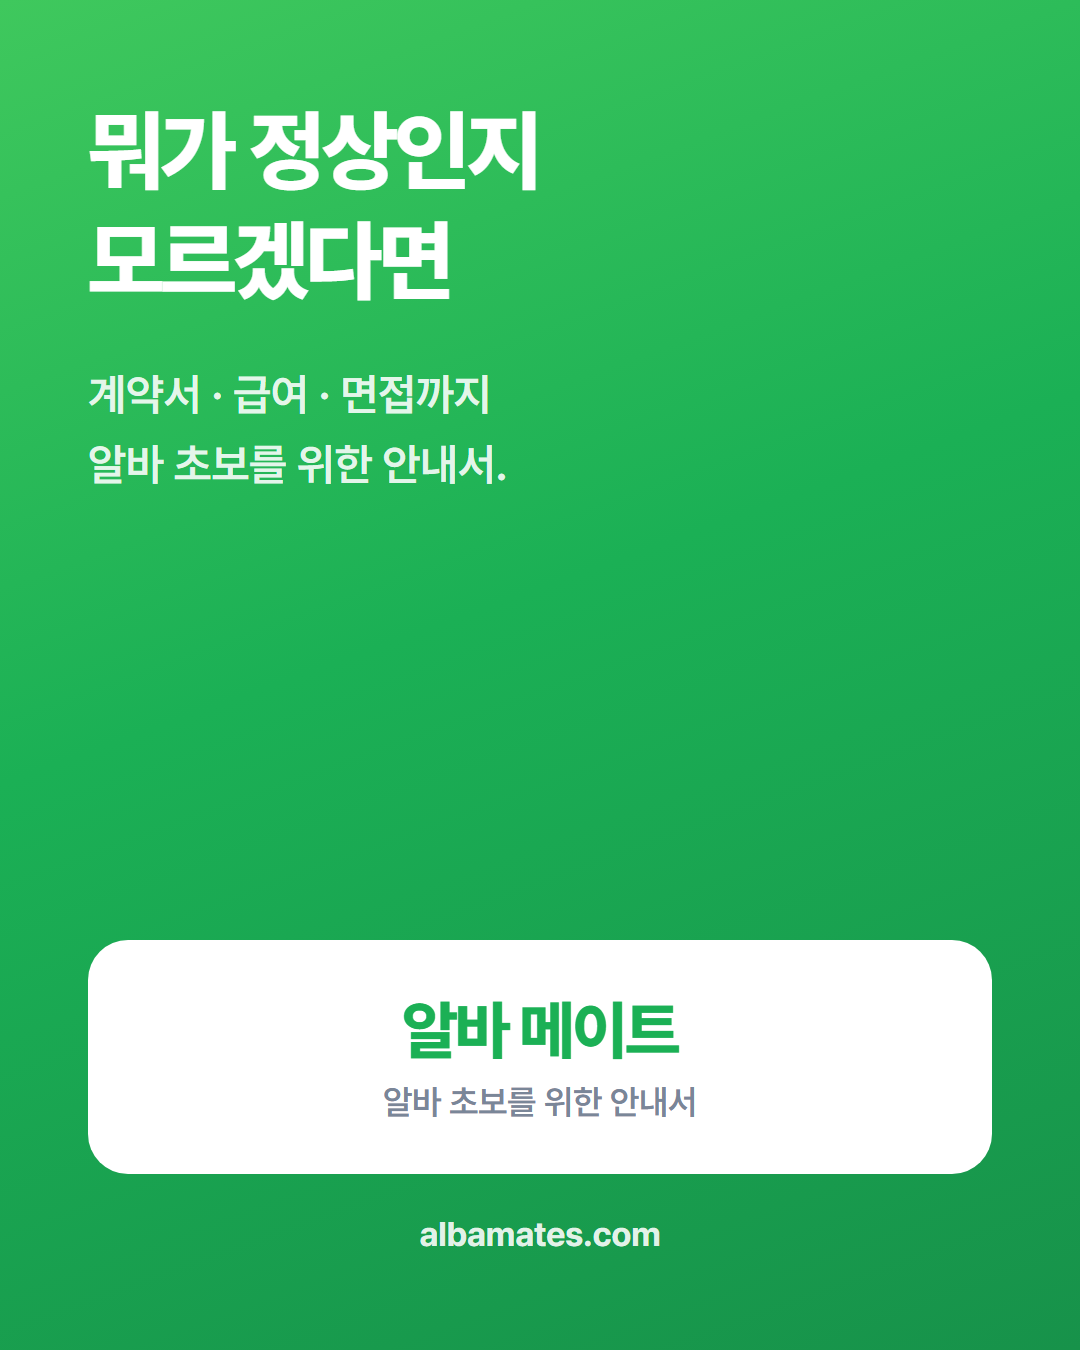 뭐가 정상인지
모르겠다면
계약서 · 급여 · 면접까지
알바 초보를 위한 안내서.
알바 메이트
알바 초보를 위한 안내서
albamates.com